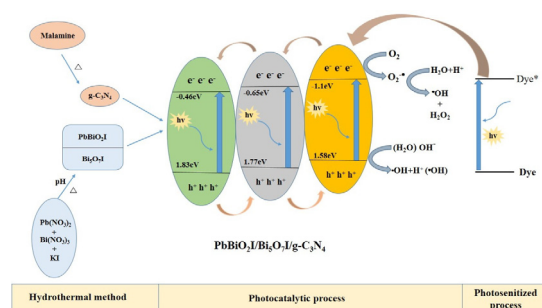 Malamine
△
g-C₃N₄
PbBiO₂I
Bi₅O₇I
pH
△
Pb(NO₃)₂
+
Bi(NO₃)₃
+
KI
e⁻ e⁻ e⁻
-0.46eV
hv
1.83eV
h⁺ h⁺ h⁺
e⁻ e⁻ e⁻
-0.65eV
hv
1.77eV
h⁺ h⁺ h⁺
e⁻ e⁻ e⁻
-1.1eV
hv
1.58eV
h⁺ h⁺ h⁺
O₂
O₂⁻•
H₂O+H⁺
•OH
+
H₂O₂
(H₂O) OH⁻
•OH+H⁺ (•OH)
Dye*
hv
Dye
PbBiO₂I/Bi₅O₇I/g-C₃N₄
Hydrothermal method
Photocatalytic process
Photosenitized
process